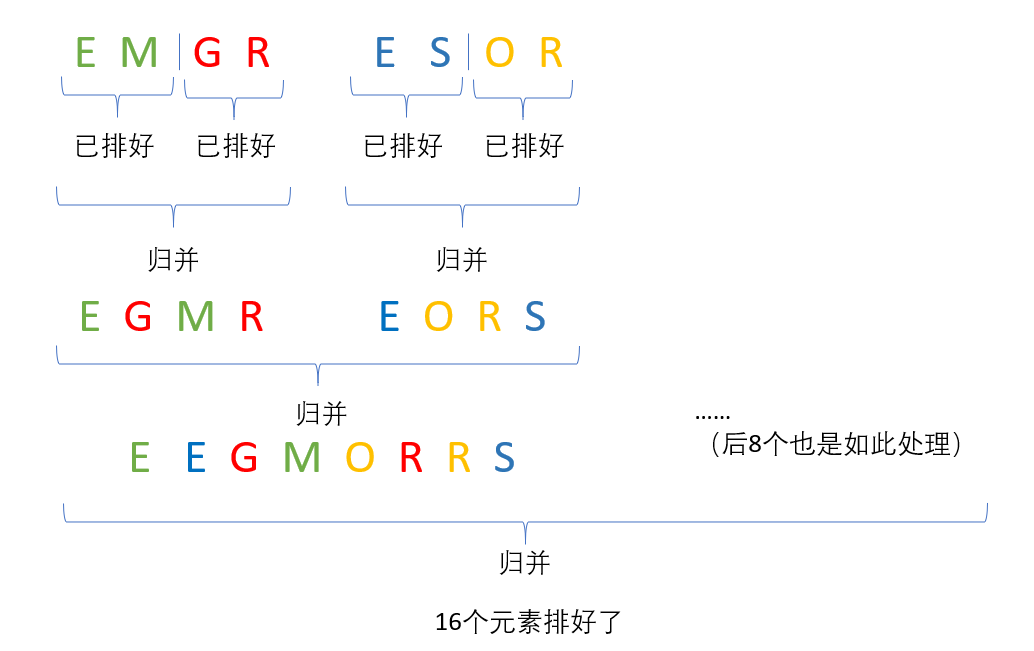 E M | G R E S | O R
已排好 已排好 已排好 已排好
归并 归并
E G M R E O R S
归并
……
（后8个也是如此处理）
E E G M O R R S
归并
16个元素排好了